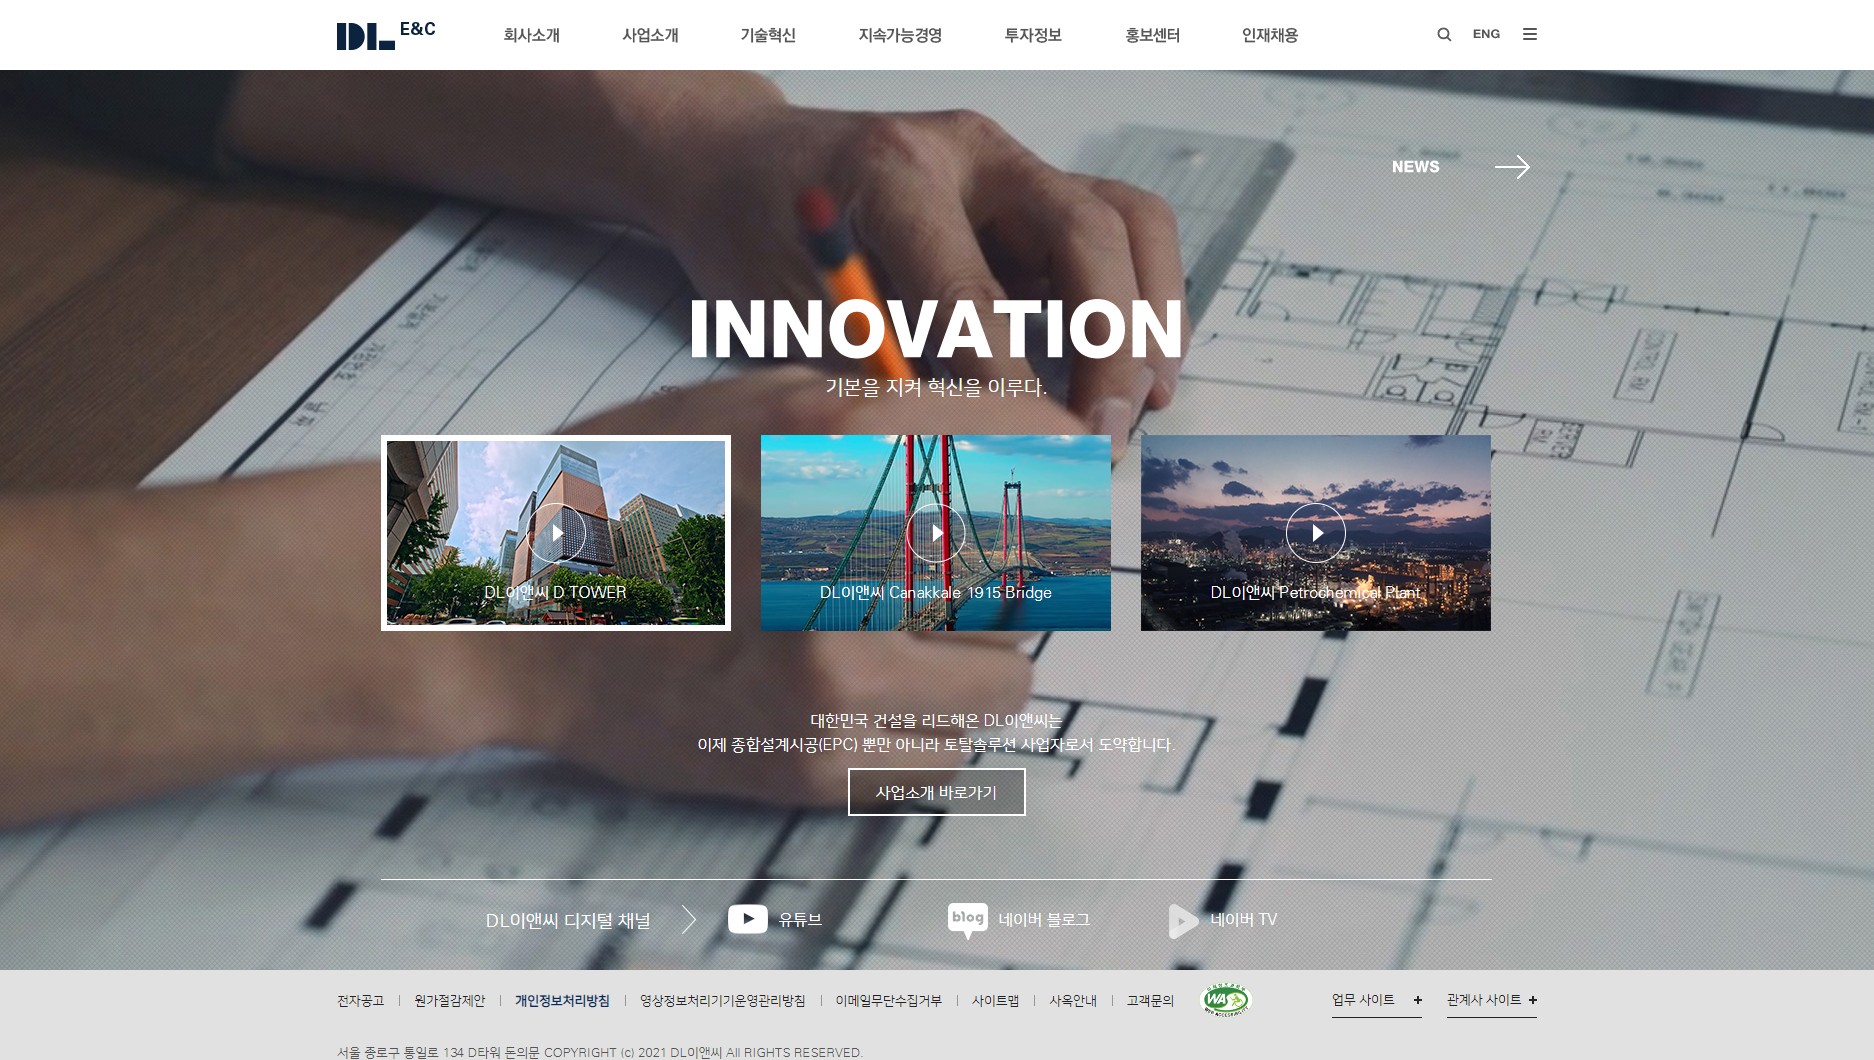 DL E&C
회사소개
사업소개
기술혁신
지속가능경영
투자정보
홍보센터
인재채용
ENG
NEWS
INNOVATION
기본을 지켜 혁신을 이루다.
DL이앤씨 D TOWER
DL이앤씨 Canakkale 1915 Bridge
DL이앤씨 Petrochemical Plant
대한민국 건설을 리드해온 DL이앤씨는
이제 종합설계시공(EPC) 뿐만 아니라 토탈솔루션 사업자로서 도약합니다.
사업소개 바로가기
DL이앤씨 디지털 채널
유튜브
blog
네이버 블로그
네이버 TV
전자공고
원가절감제안
개인정보처리방침
영상정보처리기기운영관리방침
이메일무단수집거부
사이트맵
사옥안내
고객문의
WA
업무 사이트 +
관계사 사이트 +
서울 종로구 통일로 134 D타워 돈의문 COPYRIGHT (c) 2021 DL이앤씨 All RIGHTS RESERVED.